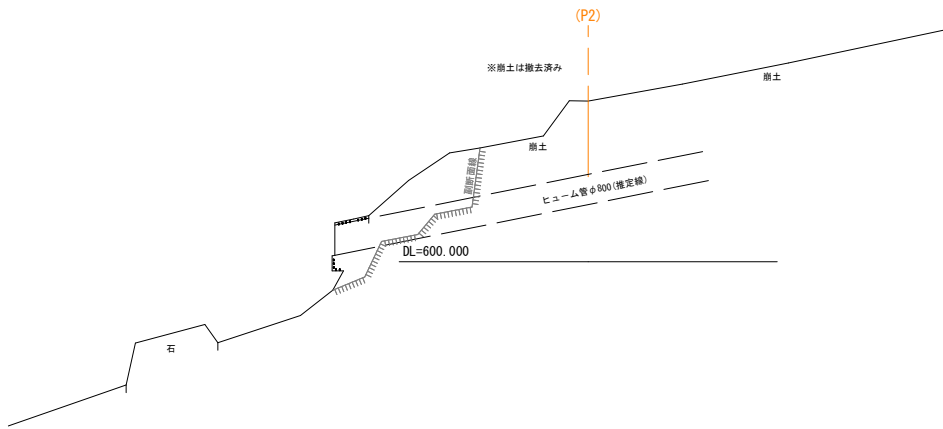 (P2)
※崩土は撤去済み
崩土
崩土
副断面線
ヒューム管φ800(推定線)
DL=600.000
石